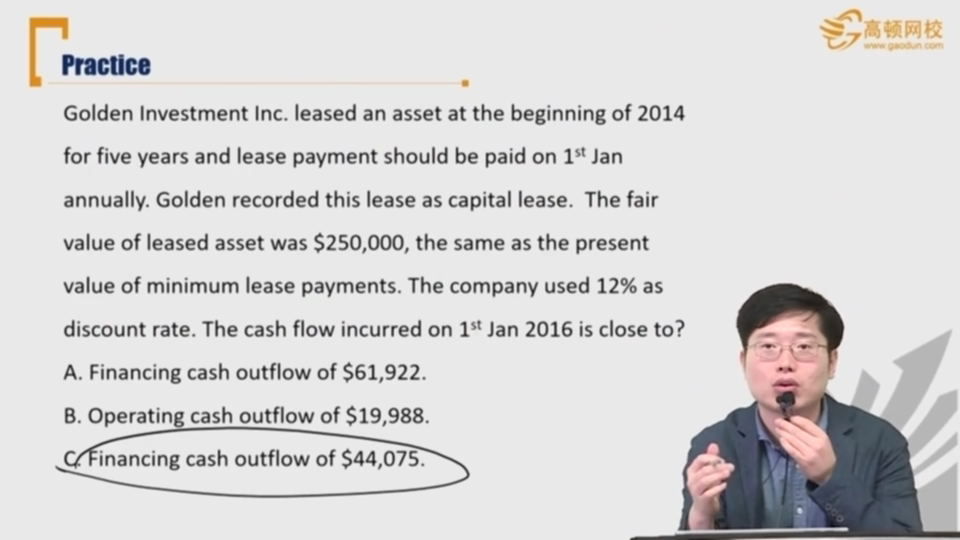 高顿网校
www.gaodun.com
Practice
Golden Investment Inc. leased an asset at the beginning of 2014
for five years and lease payment should be paid on 1st Jan
annually. Golden recorded this lease as capital lease. The fair
value of leased asset was $250,000, the same as the present
value of minimum lease payments. The company used 12% as
discount rate. The cash flow incurred on 1st Jan 2016 is close to?
A. Financing cash outflow of $61,922.
B. Operating cash outflow of $19,988.
C. Financing cash outflow of $44,075.